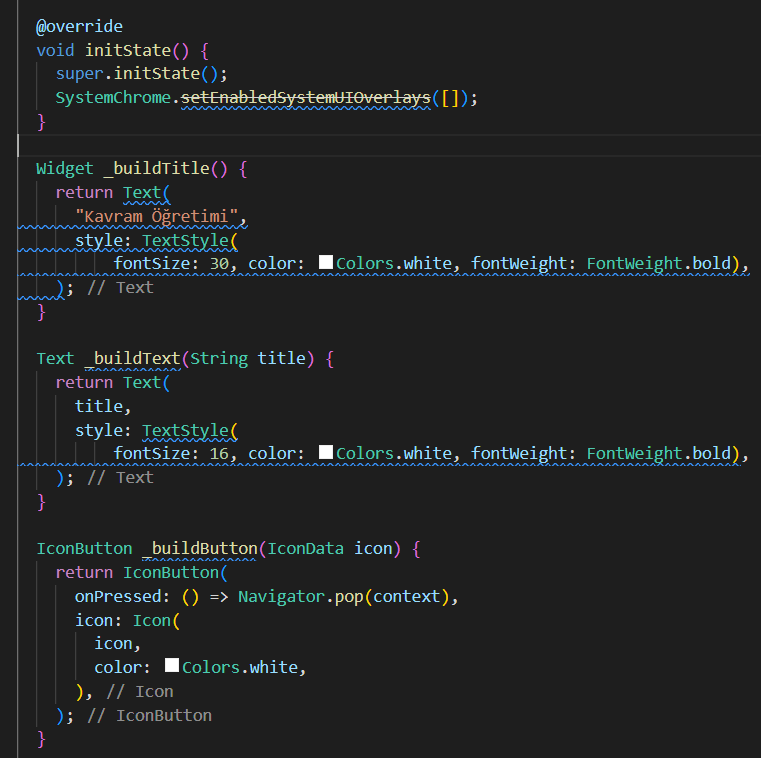 @override
void initState() {
super.initState();
SystemChrome.setEnabledSystemUIOverlays([]);
}
Widget _buildTitle() {
return Text(
"Kavram Öğretimi",
style: TextStyle(
fontSize: 30, color: Colors.white, fontWeight: FontWeight.bold),
); // Text
}
Text _buildText(String title) {
return Text(
title,
style: TextStyle(
fontSize: 16, color: Colors.white, fontWeight: FontWeight.bold),
); // Text
}
IconButton _buildButton(IconData icon) {
return IconButton(
onPressed: () => Navigator.pop(context),
icon: Icon(
icon,
color: Colors.white,
), // Icon
); // IconButton
}